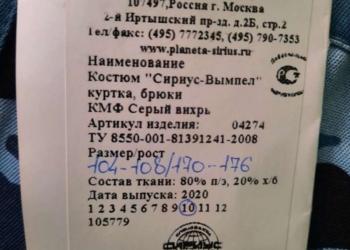 107497,Россия г. Москва
2-й Иртышский пр-зд. д.2Б, стр.2
Тел/факс: (495) 7772345, (495) 790-7353
www.planeta-sirius.ru
Наименование
Костюм "Сириус-Вымпел"
куртка, брюки
КМФ Серый вихрь
Артикул изделия: 04274
ТУ 8550-001-81391241-2008
Размер/рост
104-108/170-176
Состав ткани: 80% п/э, 20% х/б
Дата выпуска: 2020
1 2 3 4 5 6 7 8 9 10 11 12
105779
СИРИУС